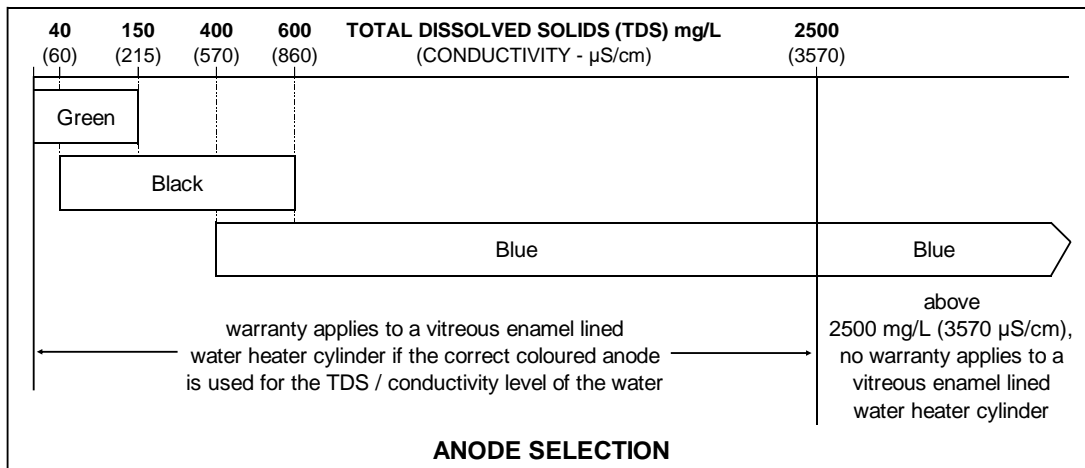 40 150 400 600 TOTAL DISSOLVED SOLIDS (TDS) mg/L 2500
(60) (215) (570) (860) (CONDUCTIVITY - µS/cm) (3570)
Green
Black
Blue Blue
warranty applies to a vitreous enamel lined
water heater cylinder if the correct coloured anode
is used for the TDS / conductivity level of the water
above
2500 mg/L (3570 µS/cm),
no warranty applies to a
vitreous enamel lined
water heater cylinder
ANODE SELECTION